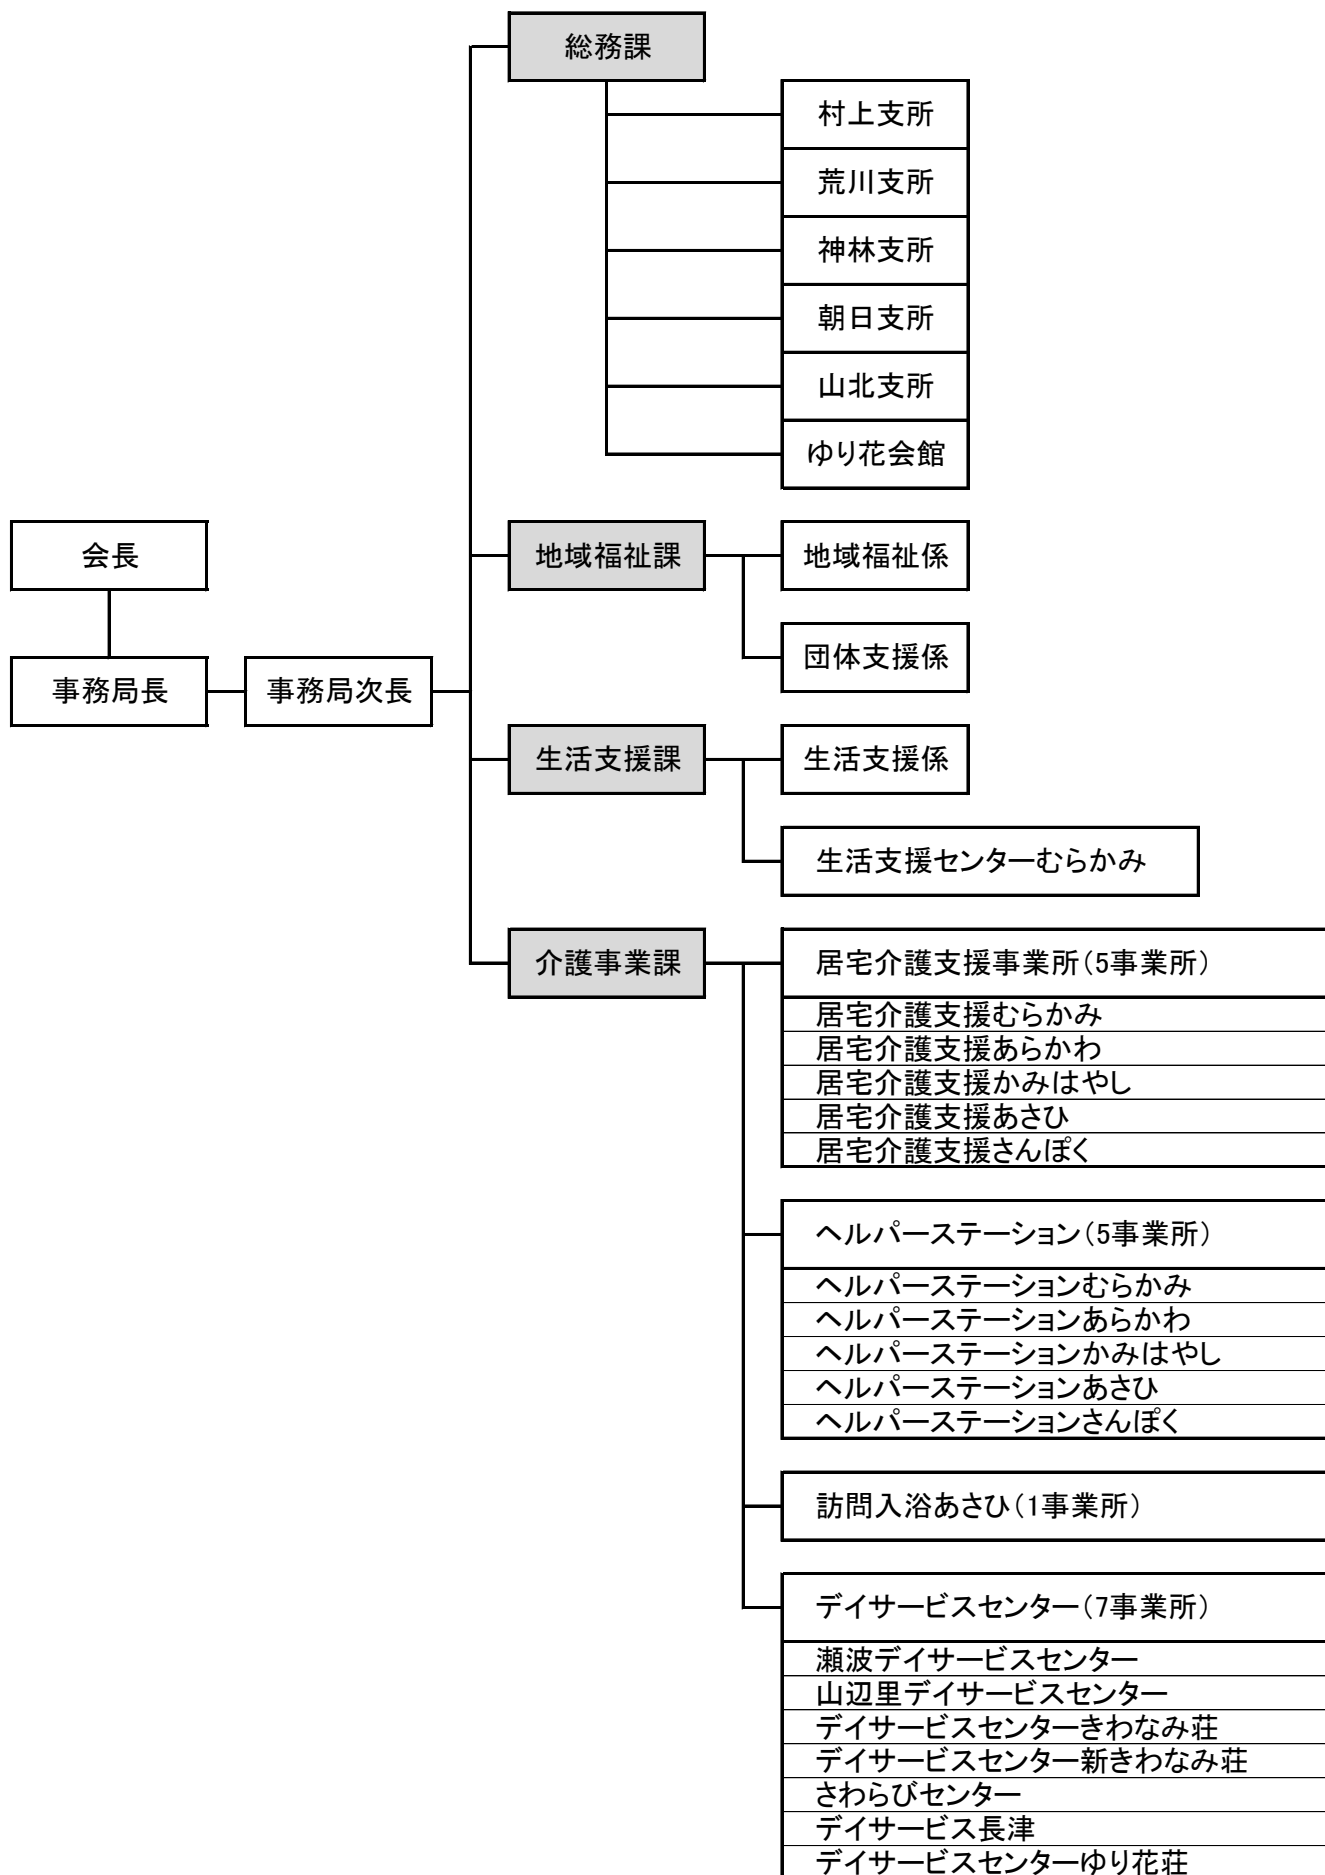 総務課
村上支所
荒川支所
神林支所
朝日支所
山北支所
ゆり花会館
会長
事務局長
事務局次長
地域福祉課
地域福祉係
団体支援係
生活支援課
生活支援係
生活支援センターむらかみ
介護事業課
居宅介護支援事業所(5事業所)
居宅介護支援むらかみ
居宅介護支援あらかわ
居宅介護支援かみはやし
居宅介護支援あさひ
居宅介護支援さんぽく
ヘルパーステーション(5事業所)
ヘルパーステーションむらかみ
ヘルパーステーションあらかわ
ヘルパーステーションかみはやし
ヘルパーステーションあさひ
ヘルパーステーションさんぽく
訪問入浴あさひ(1事業所)
デイサービスセンター(7事業所)
瀬波デイサービスセンター
山辺里デイサービスセンター
デイサービスセンターきわなみ荘
デイサービスセンター新きわなみ荘
さわらびセンター
デイサービス長津
デイサービスセンターゆり花荘